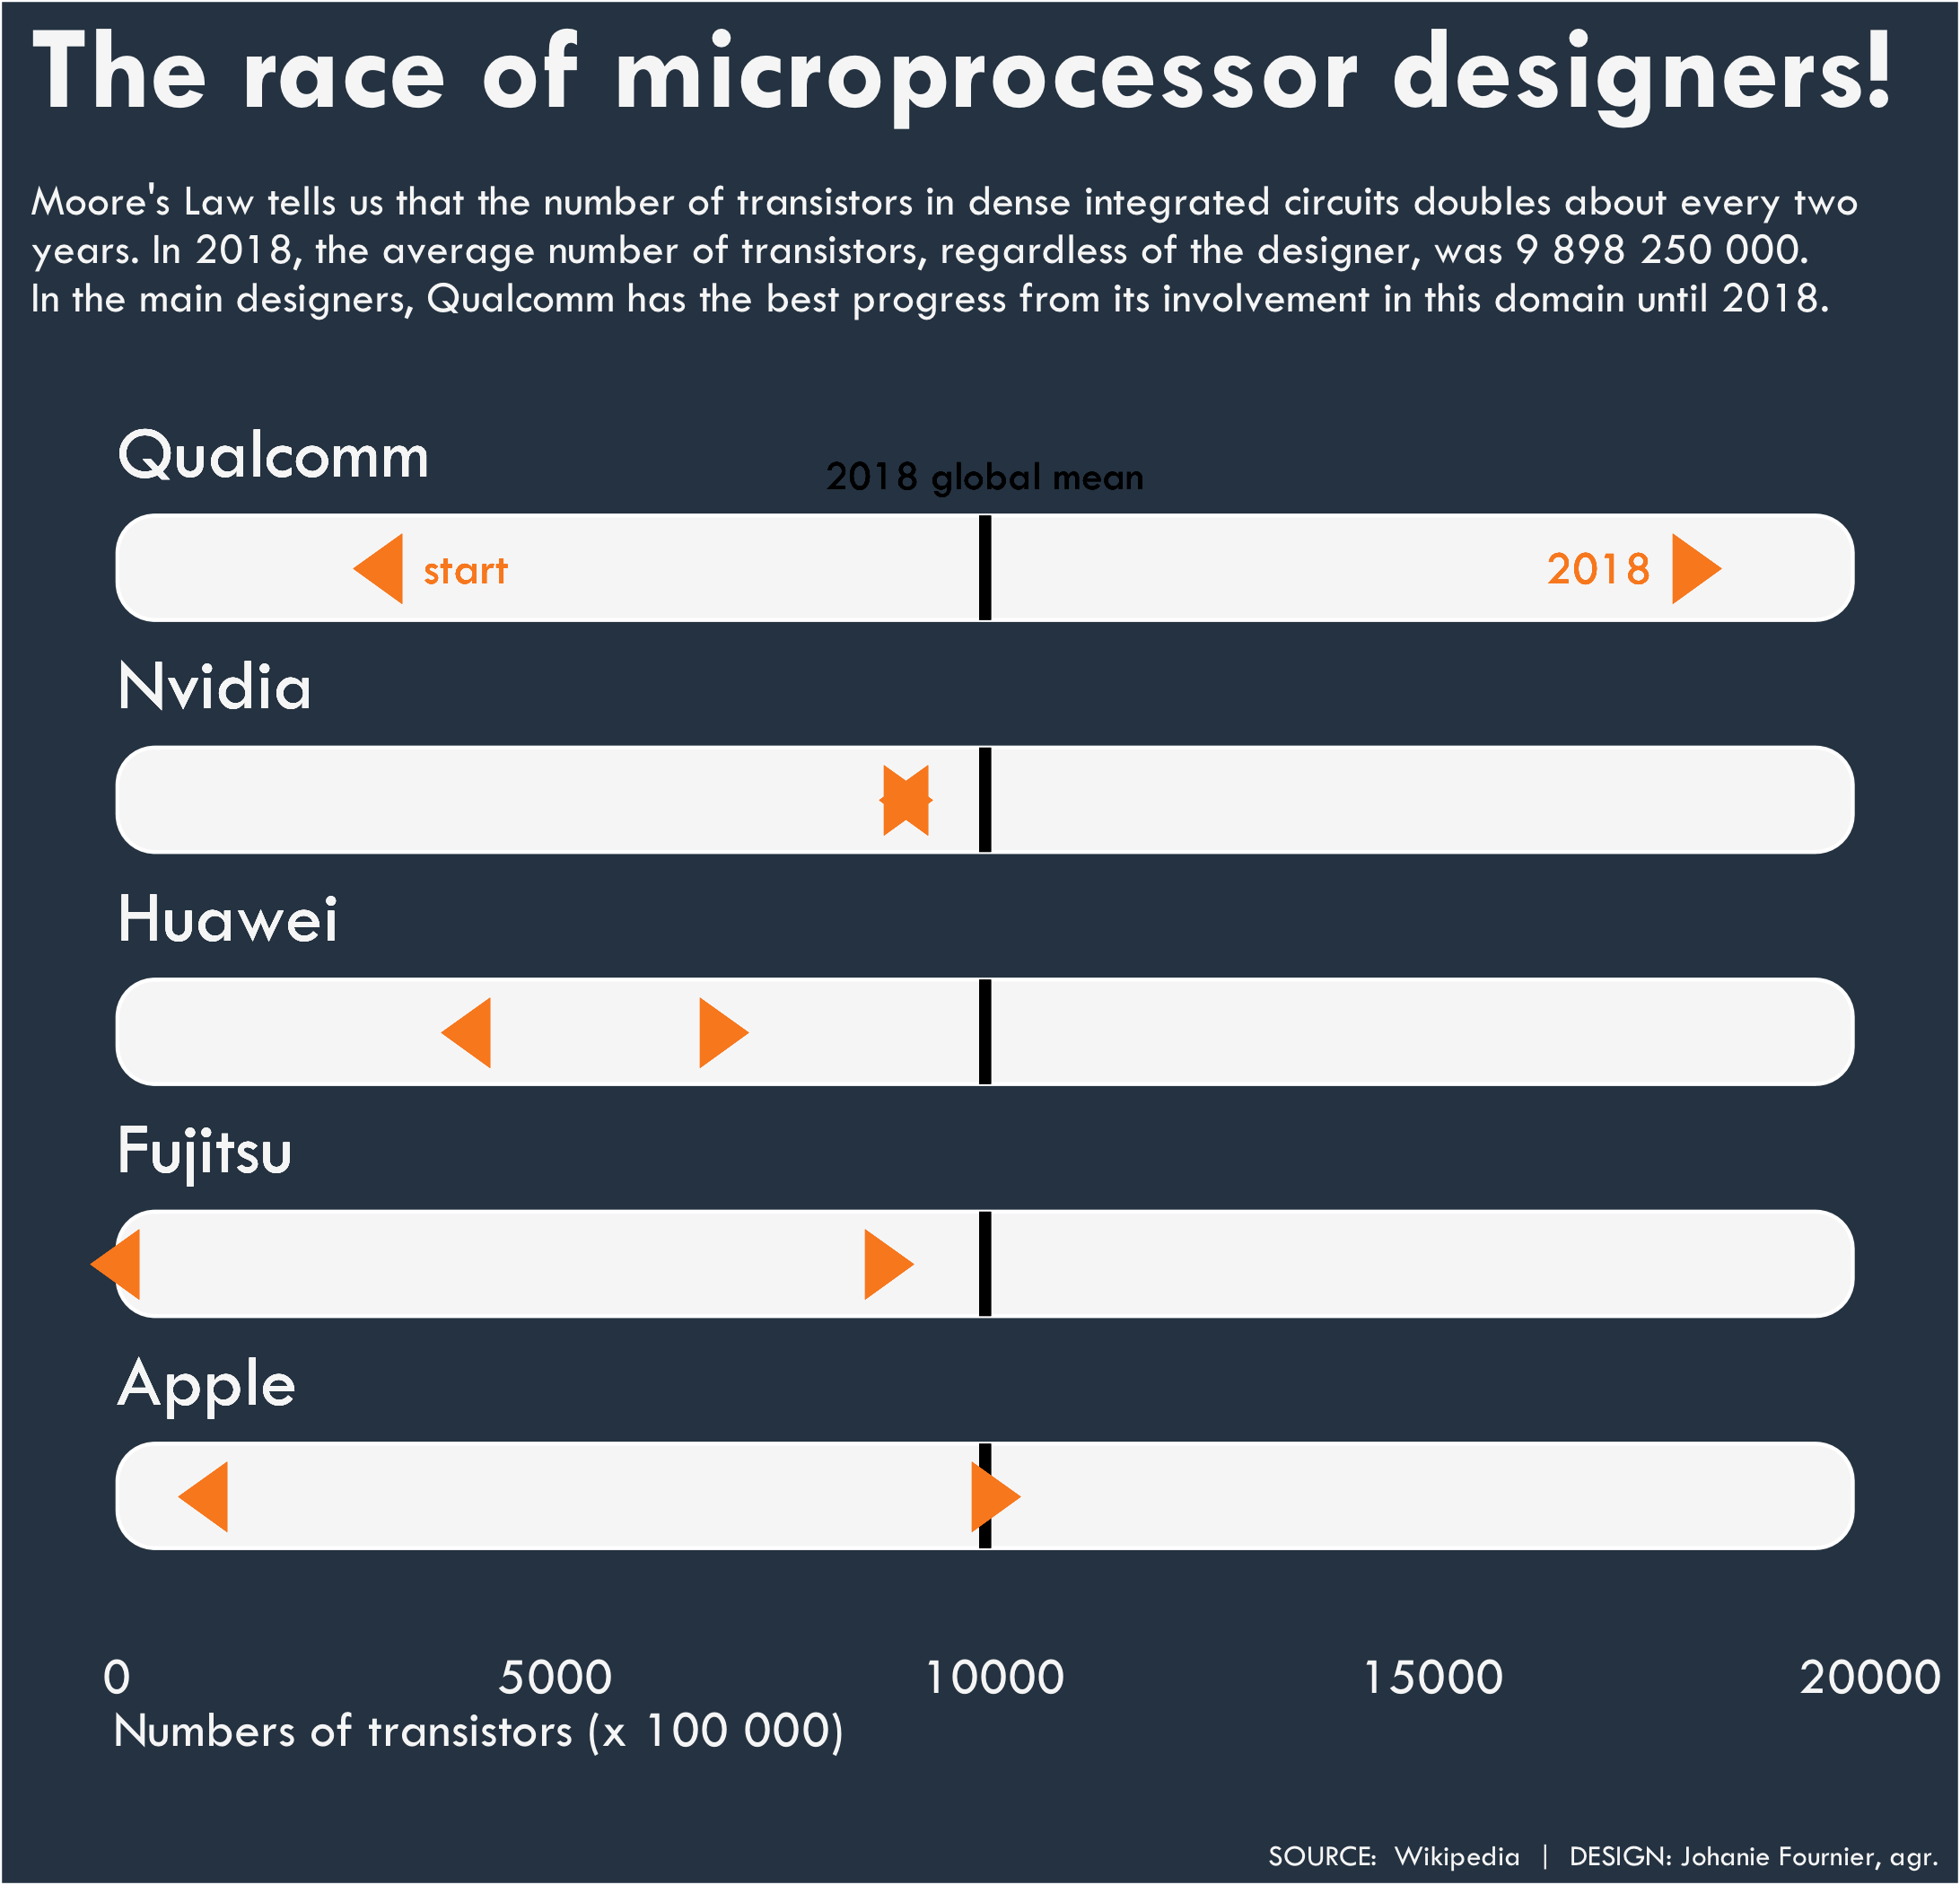 The race of microprocessor designers!
Moore's Law tells us that the number of transistors in dense integrated circuits doubles about every two
years. In 2018, the average number of transistors, regardless of the designer, was 9 898 250 000.
In the main designers, Qualcomm has the best progress from its involvement in this domain until 2018.
Qualcomm
2018 global mean
start
2018
Nvidia
Huawei
Fujitsu
Apple
0 5000 10000 15000 20000
Numbers of transistors (x 100 000)
SOURCE: Wikipedia | DESIGN: Johanie Fournier, agr.